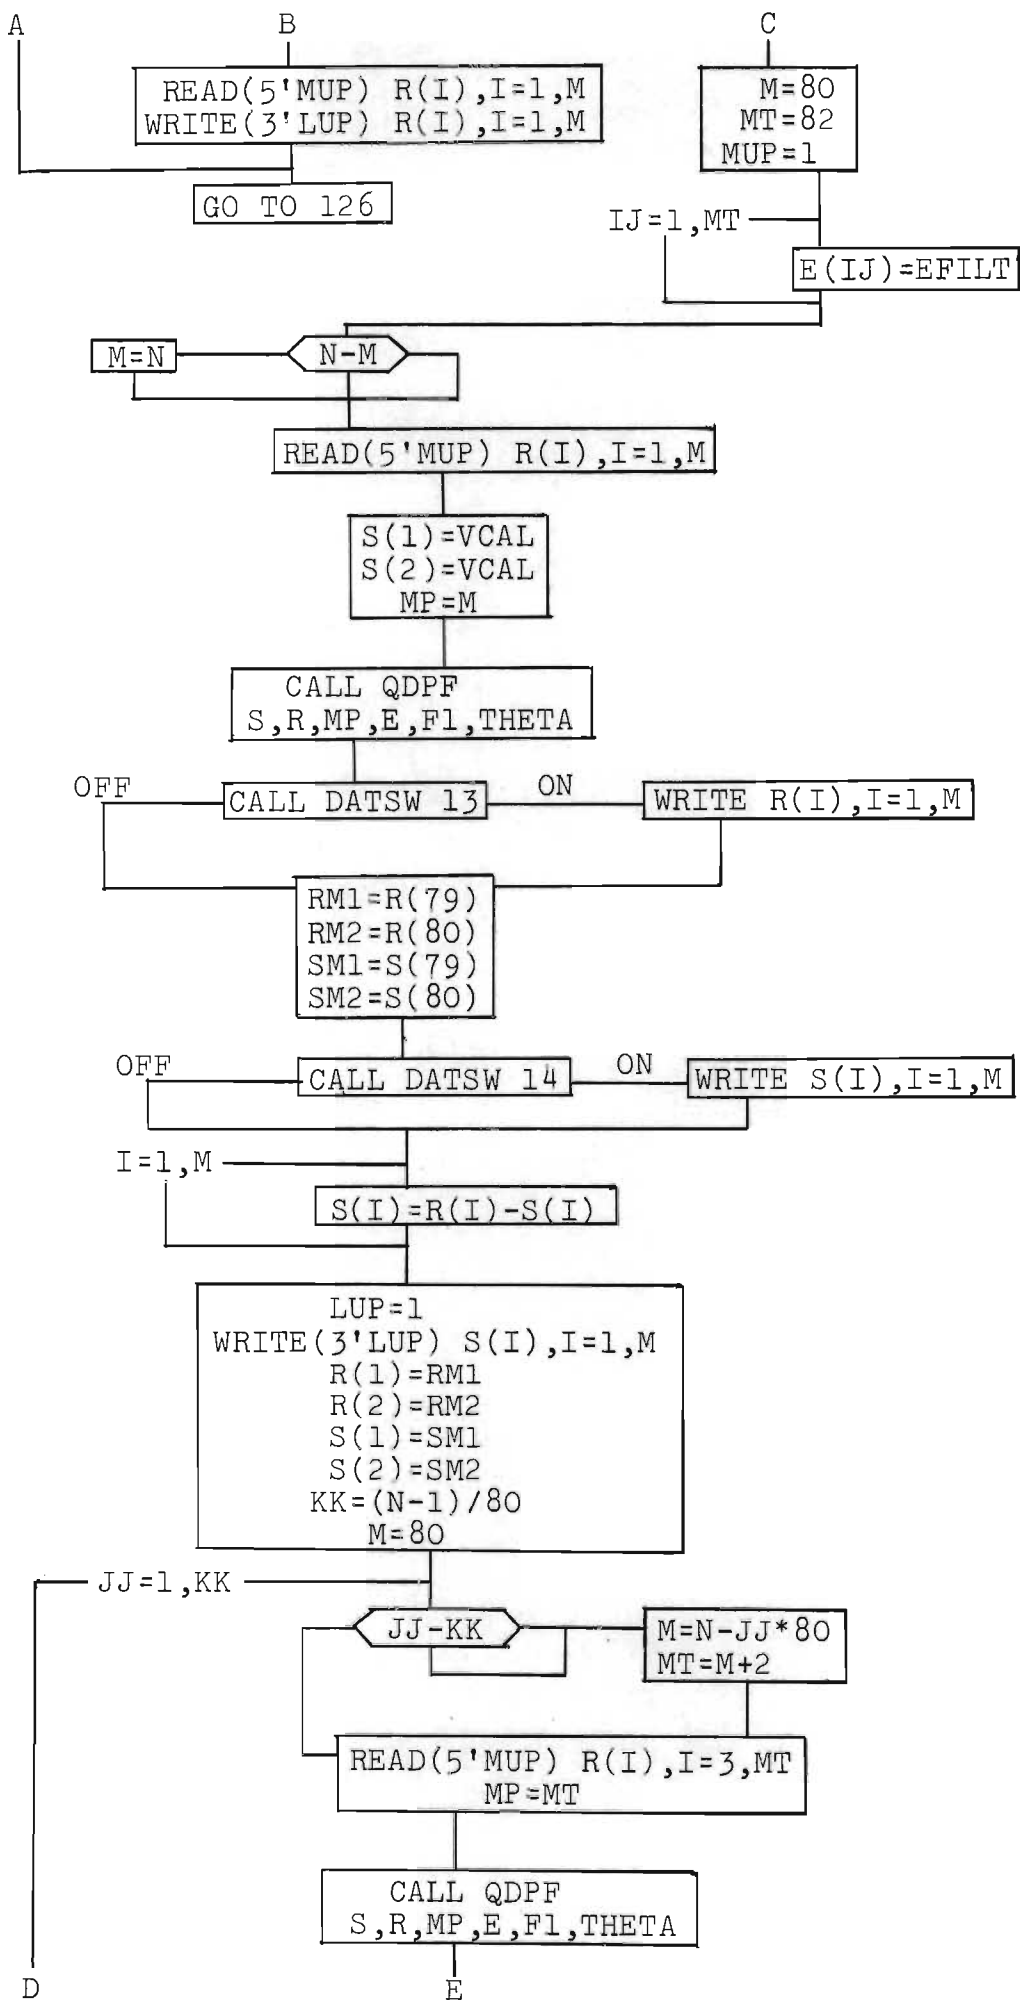 A
B
C
READ(5'MUP) R(I),I=1,M
WRITE(3'LUP) R(I),I=1,M
M=80
MT=82
MUP=1
GO TO 126
IJ=1,MT
E(IJ)=EFILT
M=N
N-M
READ(5'MUP) R(I),I=1,M
S(1)=VCAL
S(2)=VCAL
MP=M
CALL QDPF
S,R,MP,E,F1,THETA
OFF
CALL DATSW 13
ON
WRITE R(I),I=1,M
RM1=R(79)
RM2=R(80)
SM1=S(79)
SM2=S(80)
OFF
CALL DATSW 14
ON
WRITE S(I),I=1,M
I=1,M
S(I)=R(I)-S(I)
LUP=1
WRITE(3'LUP) S(I),I=1,M
R(1)=RM1
R(2)=RM2
S(1)=SM1
S(2)=SM2
KK=(N-1)/80
M=80
JJ=1,KK
JJ-KK
M=N-JJ*80
MT=M+2
READ(5'MUP) R(I),I=3,MT
MP=MT
CALL QDPF
S,R,MP,E,F1,THETA
D
E